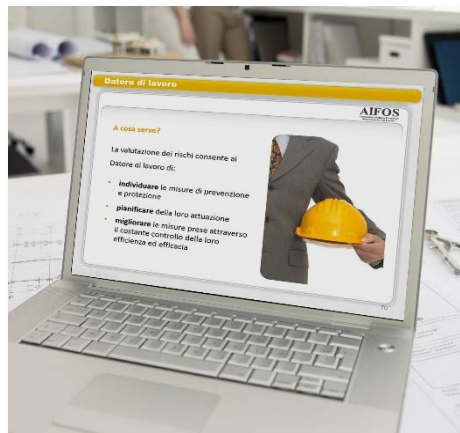 Datore di lavoro
AIFOS
A cosa serve?
La valutazione dei rischi consente al
Datore di lavoro di:
individuare le misure di prevenzione
e protezione
pianificare della loro attuazione
migliorare le misure prese attraverso
il costante controllo della loro
efficienza ed efficacia